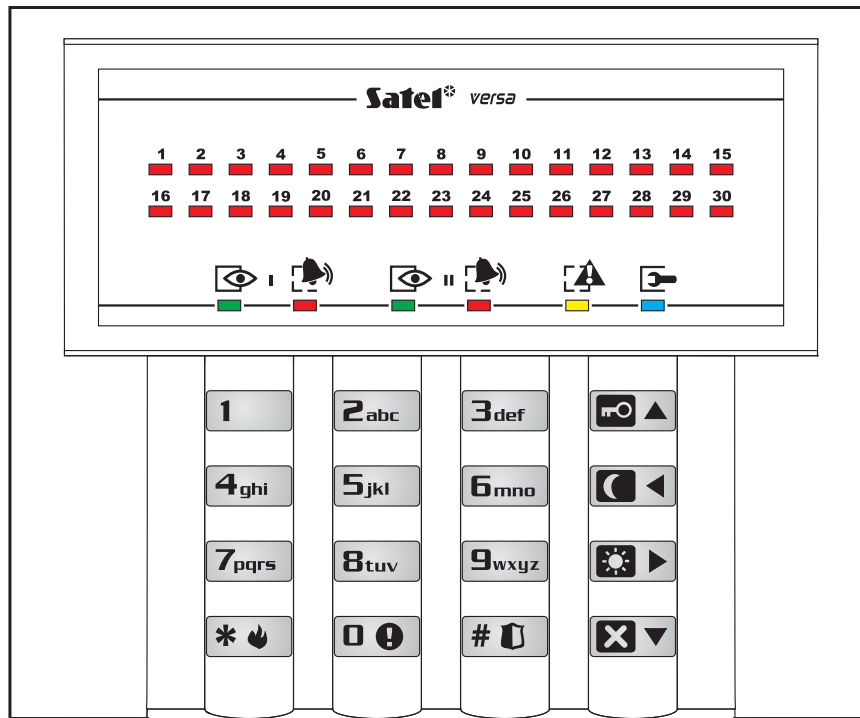 Satel versa
1 2 3 4 5 6 7 8 9 10 11 12 13 14 15
16 17 18 19 20 21 22 23 24 25 26 27 28 29 30
I II
1 2abc 3def
4ghi 5jkl 6mno
7pqrs 8tuv 9wxyz
* 0 #